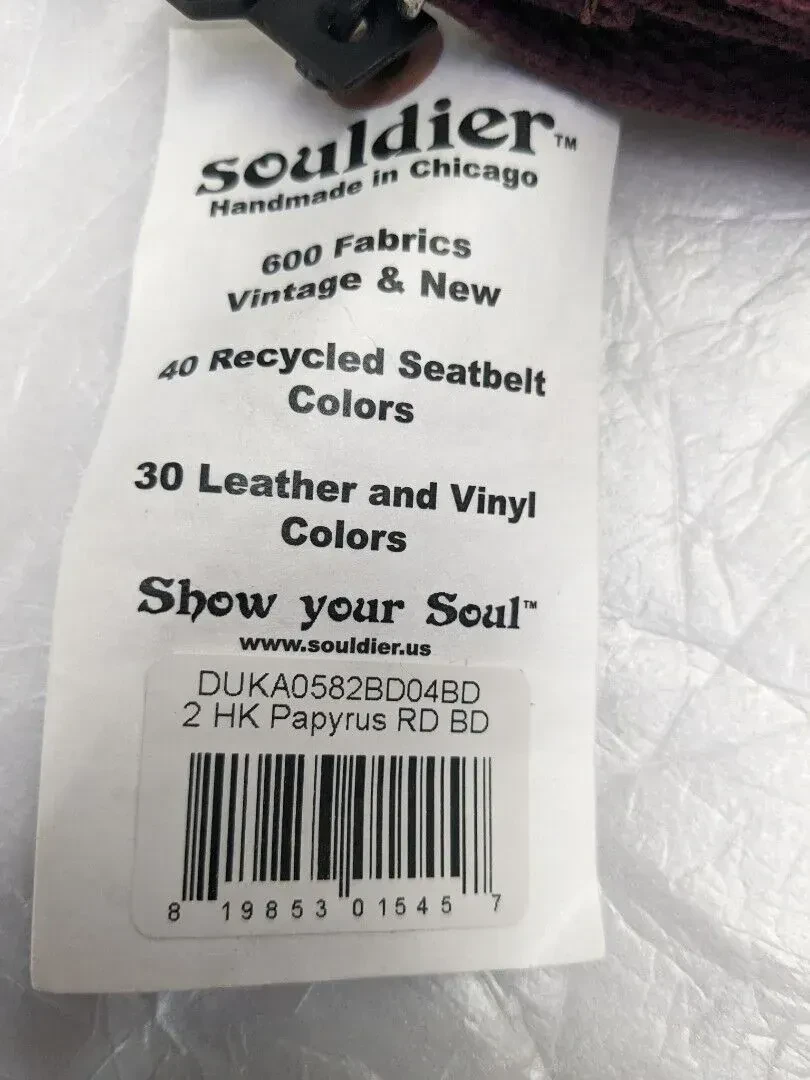 souldier™
Handmade in Chicago
600 Fabrics
Vintage & New
40 Recycled Seatbelt
Colors
30 Leather and Vinyl
Colors
Show your Soul™
www.souldier.us
DUKA0582BD04BD
2 HK Papyrus RD BD
8 19853 01545 7